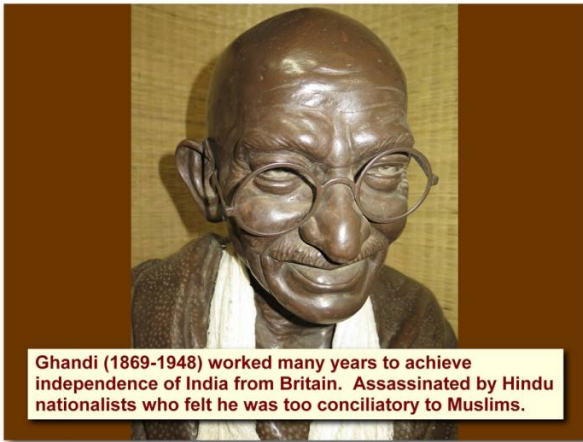 Ghandi (1869-1948) worked many years to achieve
independence of India from Britain.  Assassinated by Hindu
nationalists who felt he was too conciliatory to Muslims.